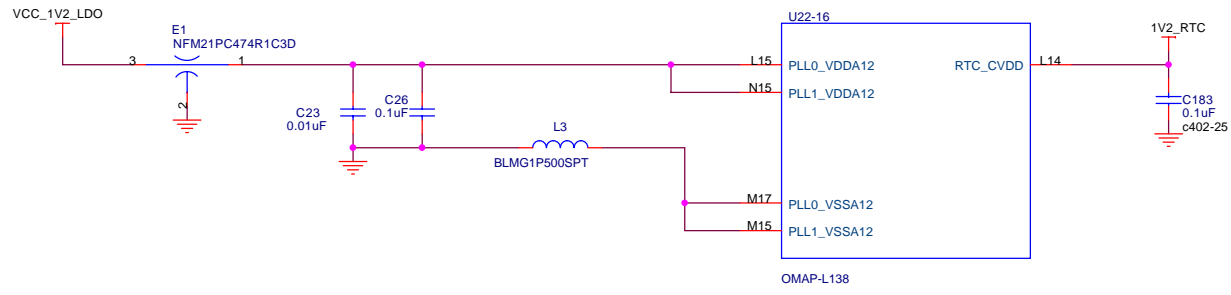 VCC_1V2_LDO
E1
NFM21PC474R1C3D
3
1
2
C23
0.01uF
C26
0.1uF
L3
BLMG1P500SPT
U22-16
L15
PLL0_VDDA12
N15
PLL1_VDDA12
M17
PLL0_VSSA12
M15
PLL1_VSSA12
RTC_CVDD
L14
OMAP-L138
1V2_RTC
C183
0.1uF
c402-25